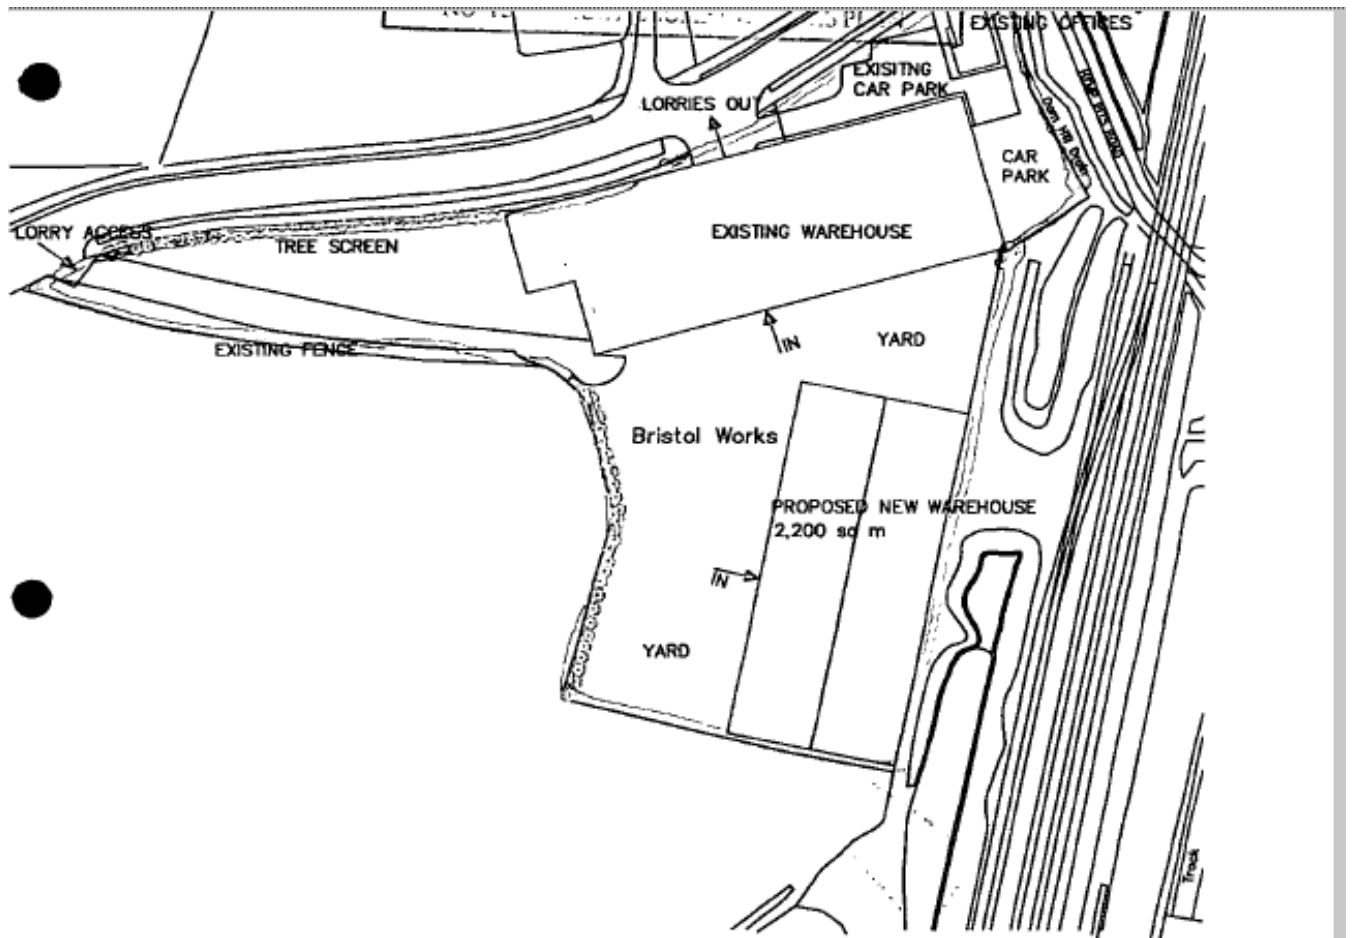 EXISTING OFFICES
EXISITNG
CAR PARK
LORRIES OUT
CAR
PARK
LORRY ACCESS
TREE SCREEN
EXISTING WAREHOUSE
IN
YARD
EXISTING FENCE
Bristol Works
PROPOSED NEW WAREHOUSE
2,200 sq m
IN
YARD
Track